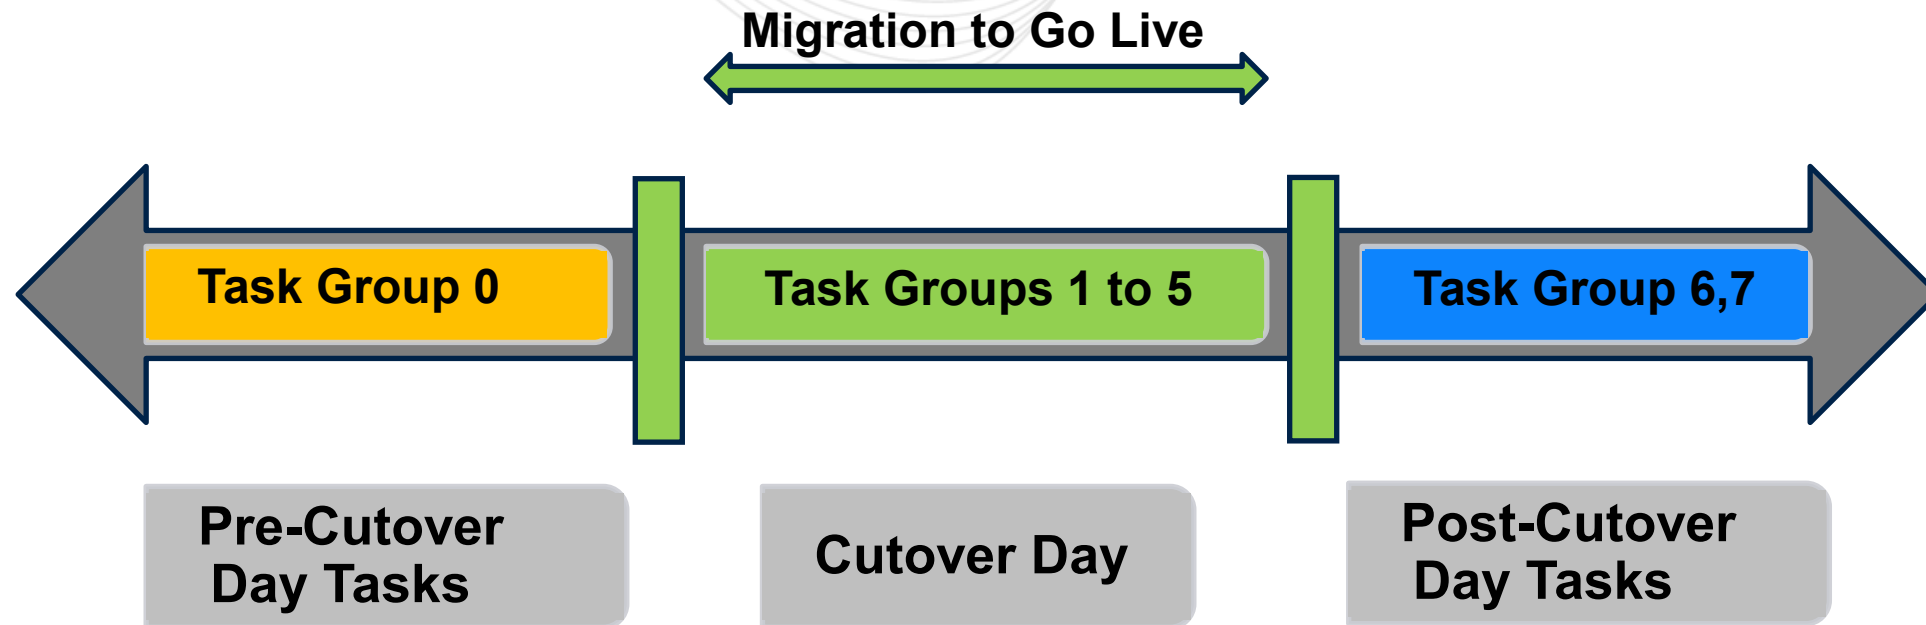 Migration to Go Live
Task Group 0
Task Groups 1 to 5
Task Group 6,7
Pre-Cutover
Day Tasks
Cutover Day
Post-Cutover
Day Tasks